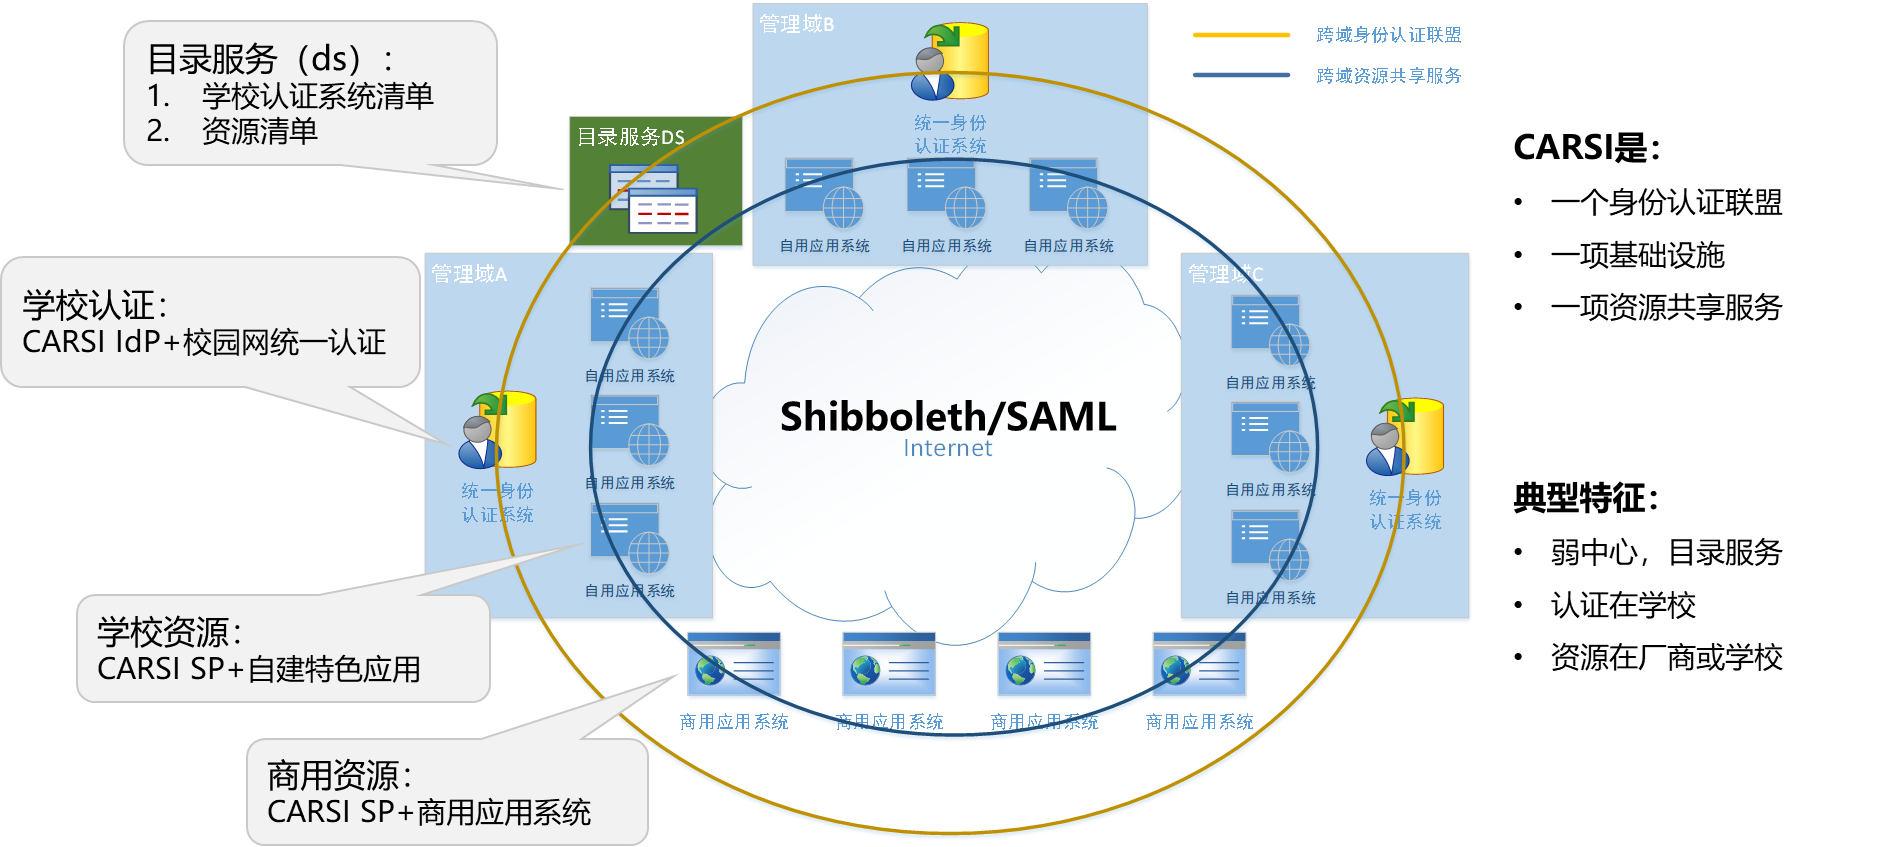 目录服务（ds）：
1. 学校认证系统清单
2. 资源清单
管理域B
统一身份
认证系统
自用应用系统
自用应用系统
自用应用系统
跨域身份认证联盟
跨域资源共享服务
目录服务DS
CARSI是：
• 一个身份认证联盟
• 一项基础设施
• 一项资源共享服务
学校认证：
CARSI IdP+校园网统一认证
管理域A
自用应用系统
自用应用系统
自用应用系统
统一身份
认证系统
Shibboleth/SAML
Internet
管理域C
自用应用系统
自用应用系统
自用应用系统
统一身份
认证系统
典型特征：
• 弱中心，目录服务
• 认证在学校
• 资源在厂商或学校
学校资源：
CARSI SP+自建特色应用
商用应用系统
商用应用系统
商用应用系统
商用应用系统
商用资源：
CARSI SP+商用应用系统